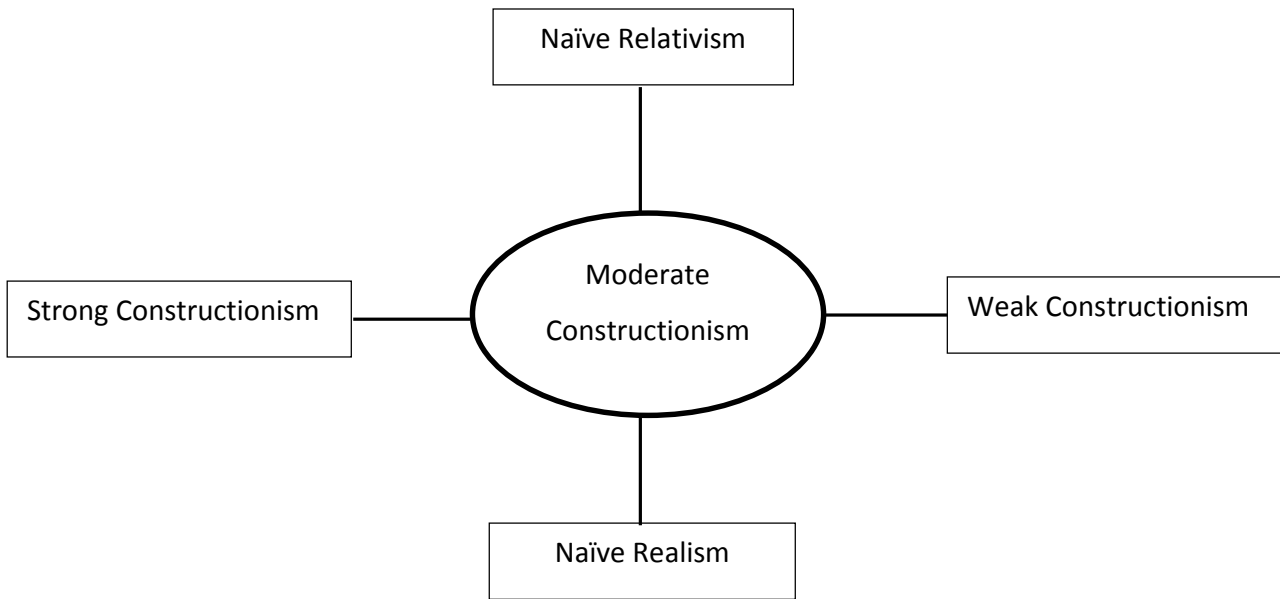 Naïve Relativism
Moderate
Constructionism
Strong Constructionism
Weak Constructionism
Naïve Realism